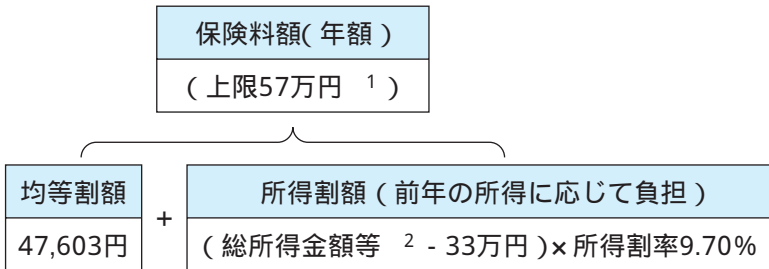 保険料額(年額)
(上限57万円 1)
均等割額
47,603円
+
所得割額(前年の所得に応じて負担)
(総所得金額等 2 - 33万円)×所得割率9.70%